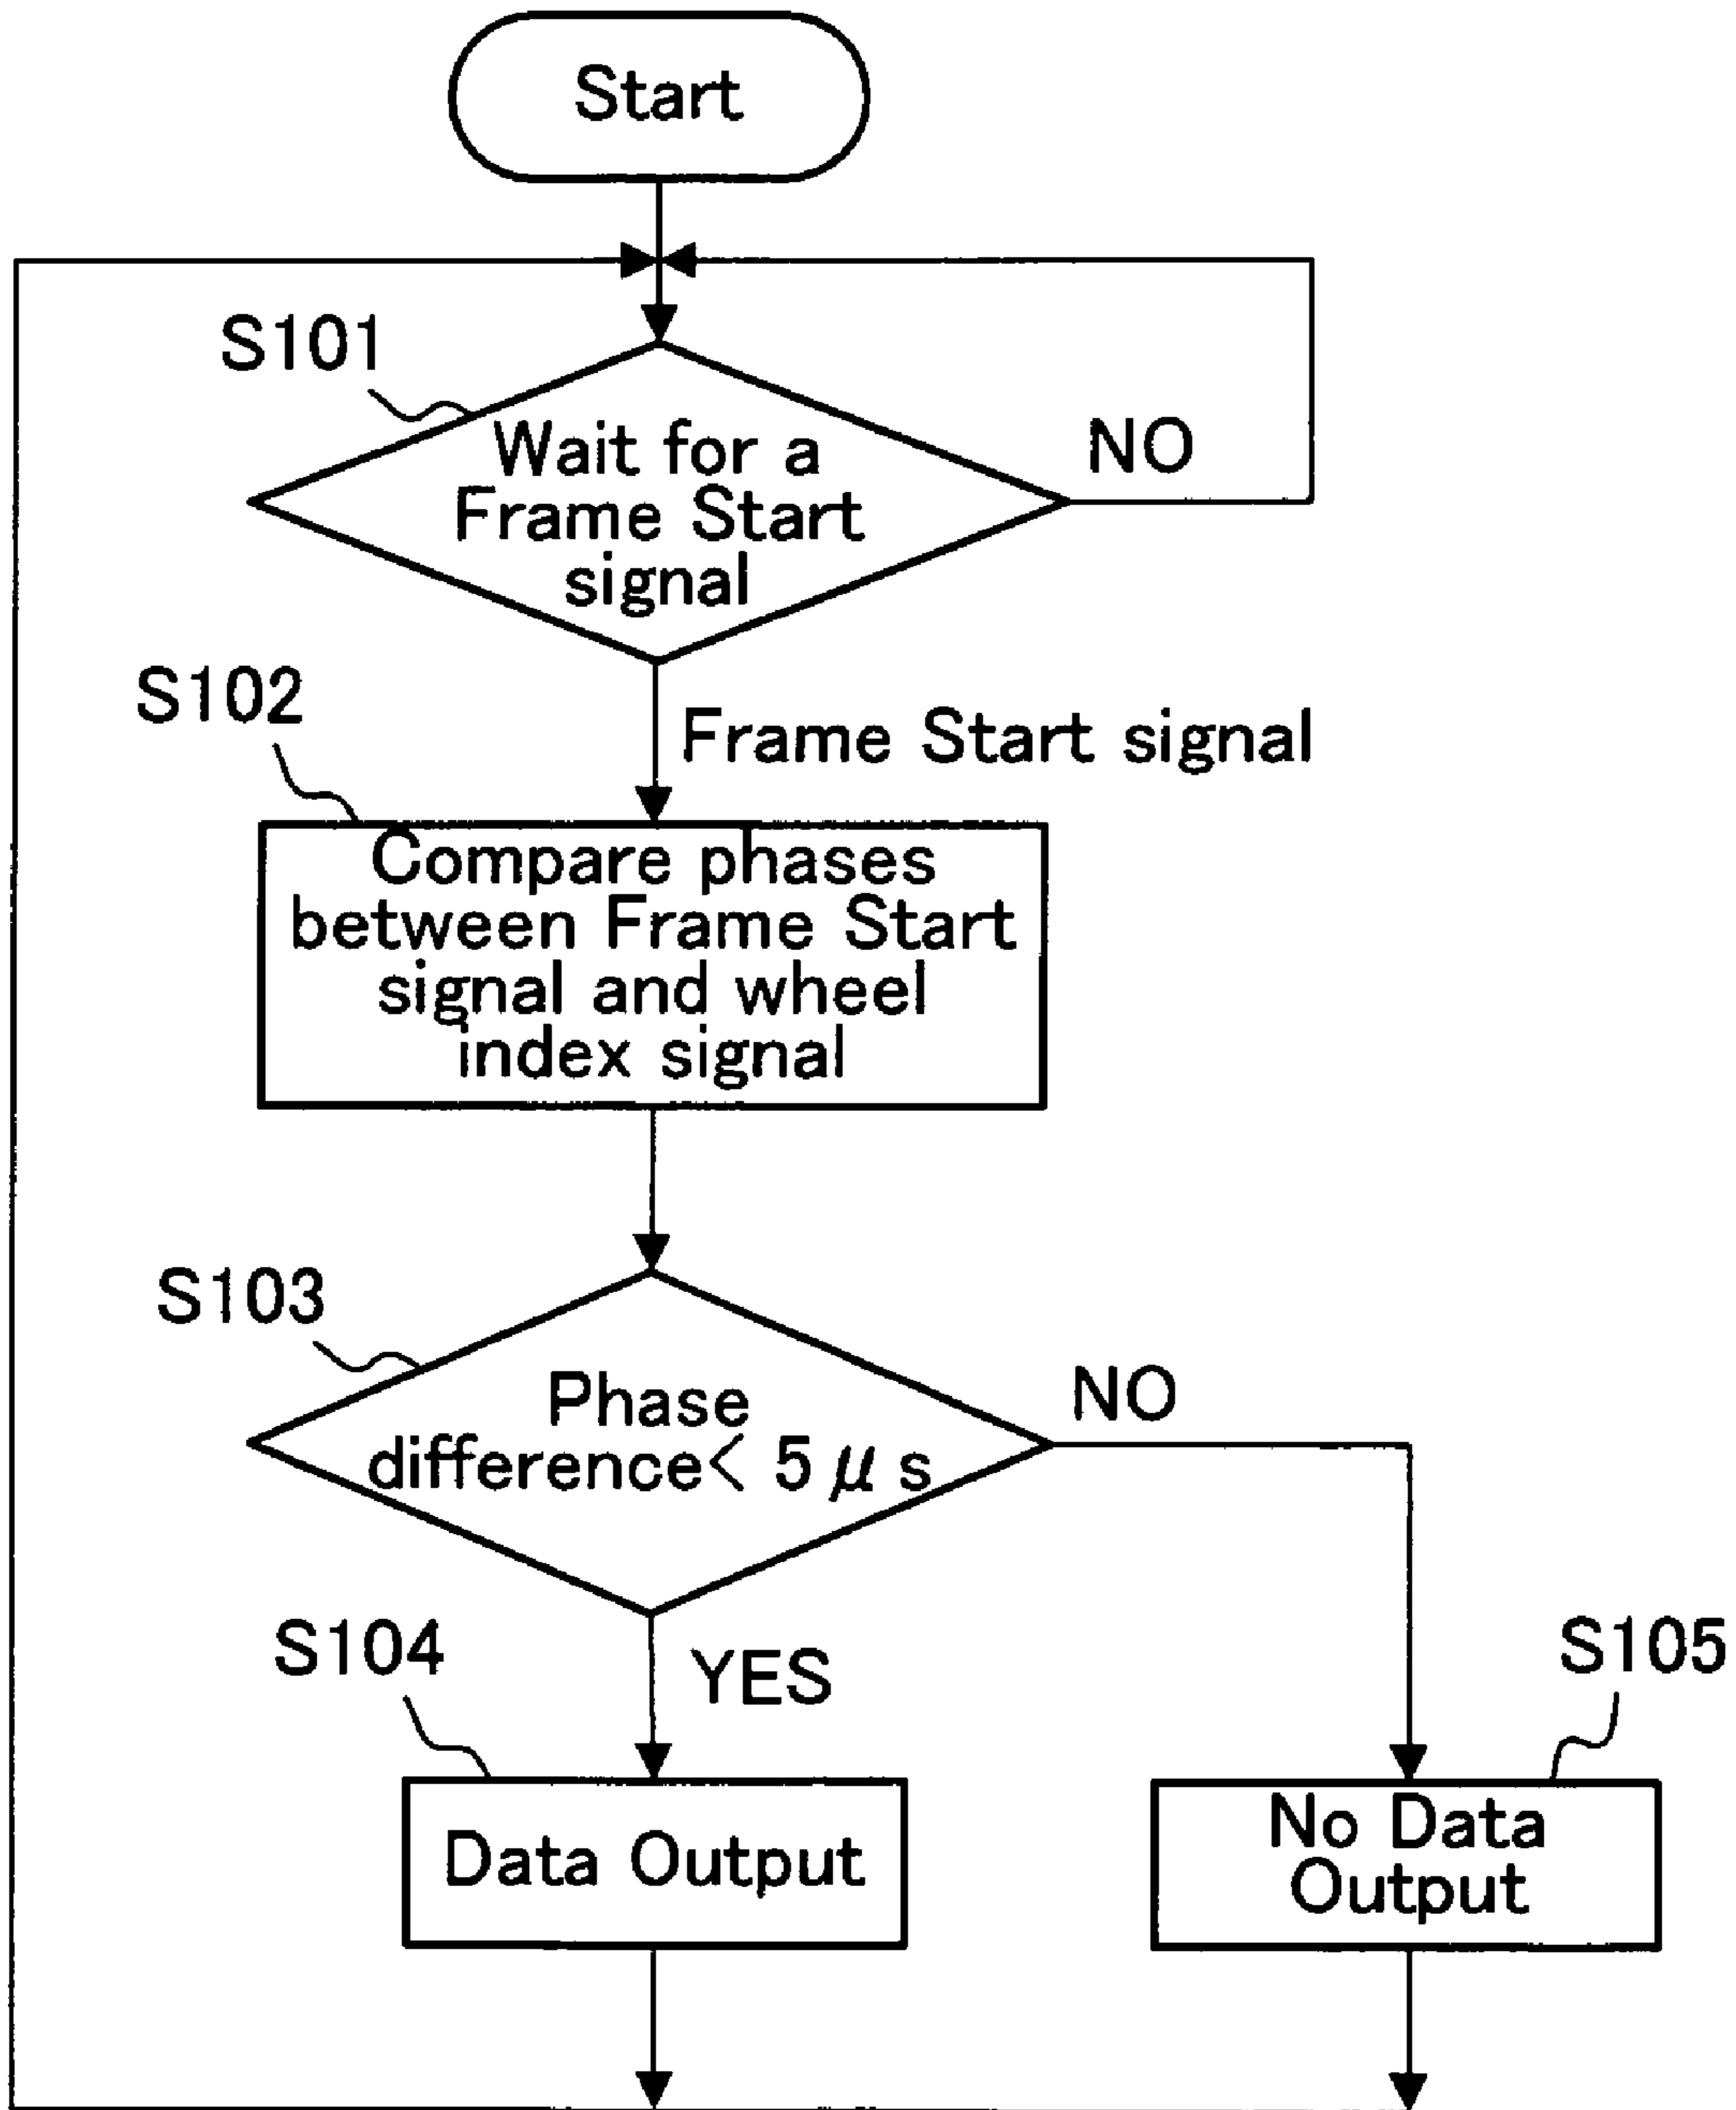 Start
S101
Wait for a
Frame Start
signal
NO
S102
Frame Start signal
Compare phases
between Frame Start
signal and wheel
index signal
S103
Phase
difference< 5μs
NO
S104
YES
S105
Data Output
No Data
Output